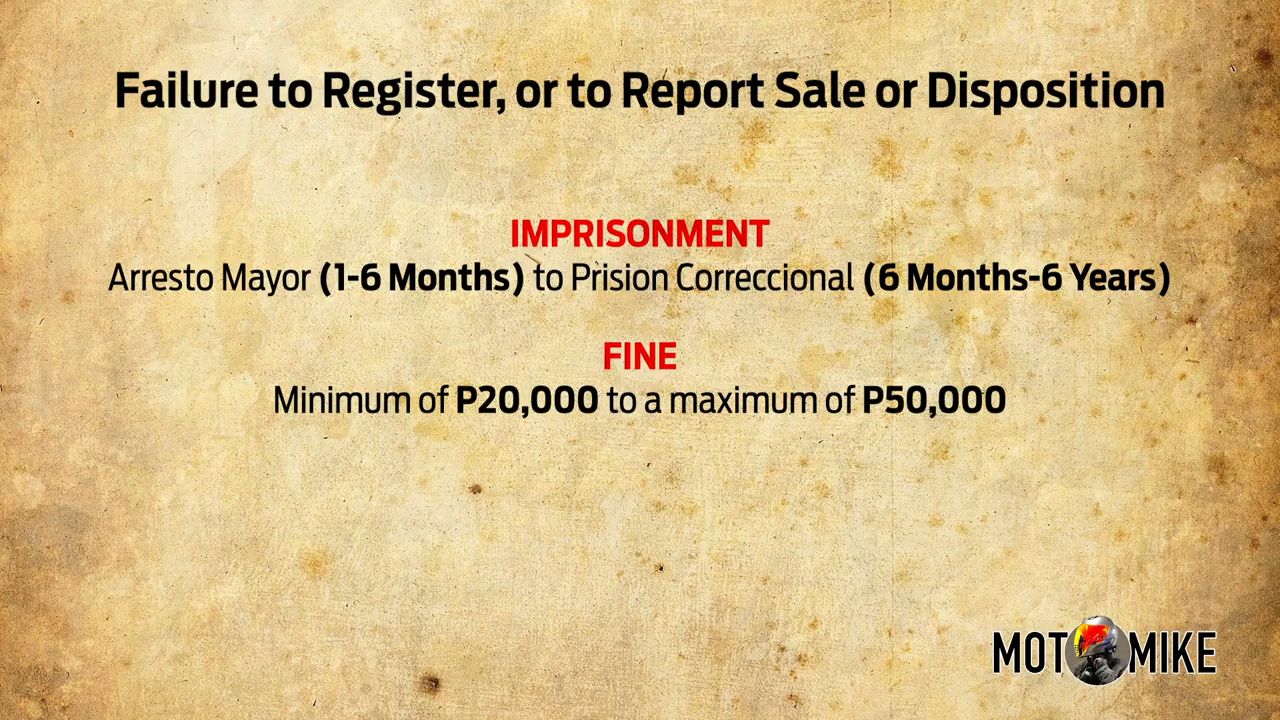 Failure to Register, or to Report Sale or Disposition
IMPRISONMENT
Arresto Mayor (1-6 Months) to Prision Correccional (6 Months-6 Years)
FINE
Minimum of P20,000 to a maximum of P50,000
MOT MIKE